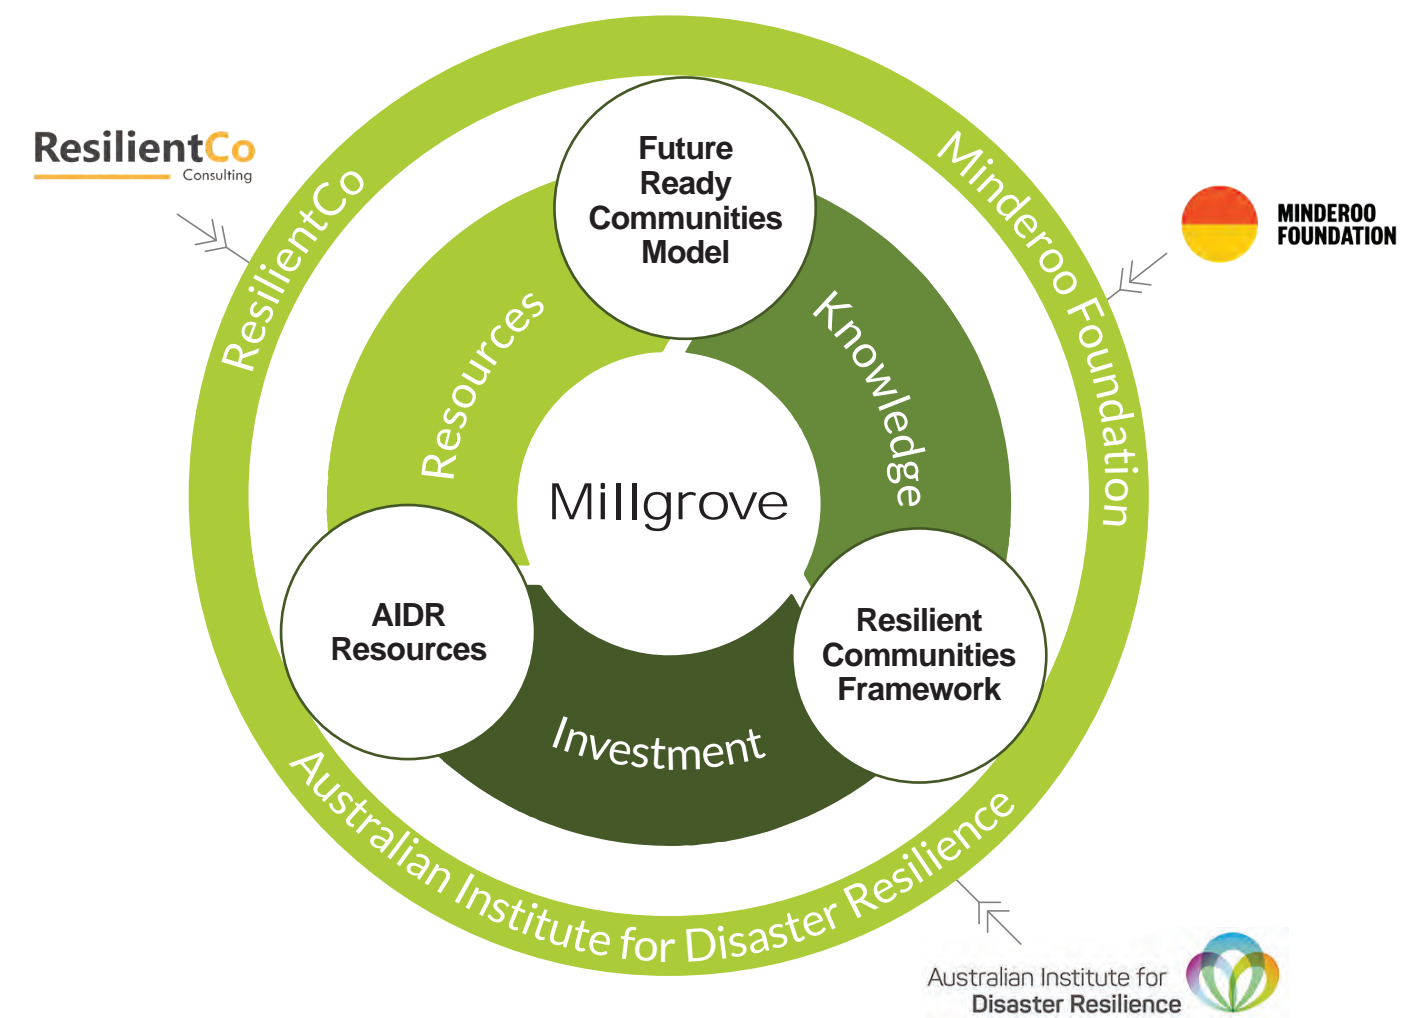 ResilientCo
Consulting
ResilientCo
Minderoo Foundation
MINDEROO
FOUNDATION
Future
Ready
Communities
Model
Resources
Knowledge
Millgrove
AIDR
Resources
Resilient
Communities
Framework
Investment
Australian Institute for Disaster Resilience
Australian Institute for
Disaster Resilience